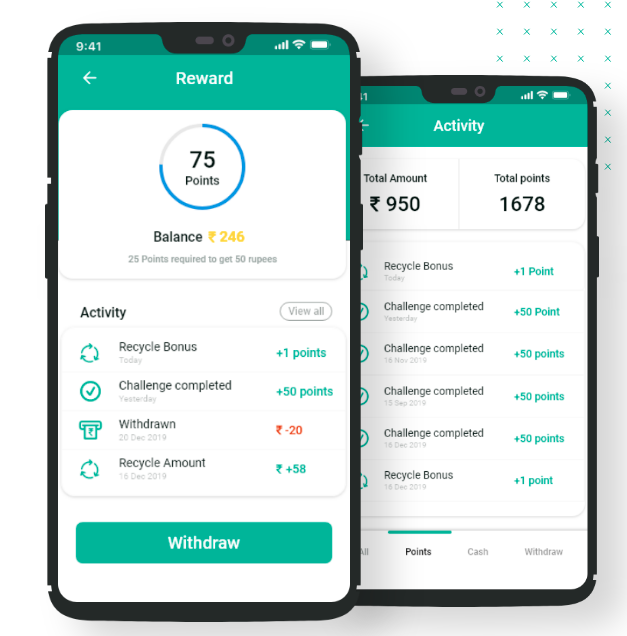 9:41
Reward
75
Points
Balance ₹ 246
25 Points required to get 50 rupees
Activity
View all
Recycle Bonus
Today
+1 points
Challenge completed
Yesterday
+50 points
Withdrawn
20 Dec 2019
₹ -20
Recycle Amount
16 Dec 2019
₹ +58
Withdraw
Activity
Total Amount
₹ 950
Total points
1678
Recycle Bonus
Today
+1 Point
Challenge completed
Yesterday
+50 Point
Challenge completed
16 Nov 2019
+50 points
Challenge completed
15 Sep 2019
+50 points
Challenge completed
16 Dec 2019
+50 points
Recycle Bonus
16 Dec 2019
+1 point
Points
Cash
Withdraw